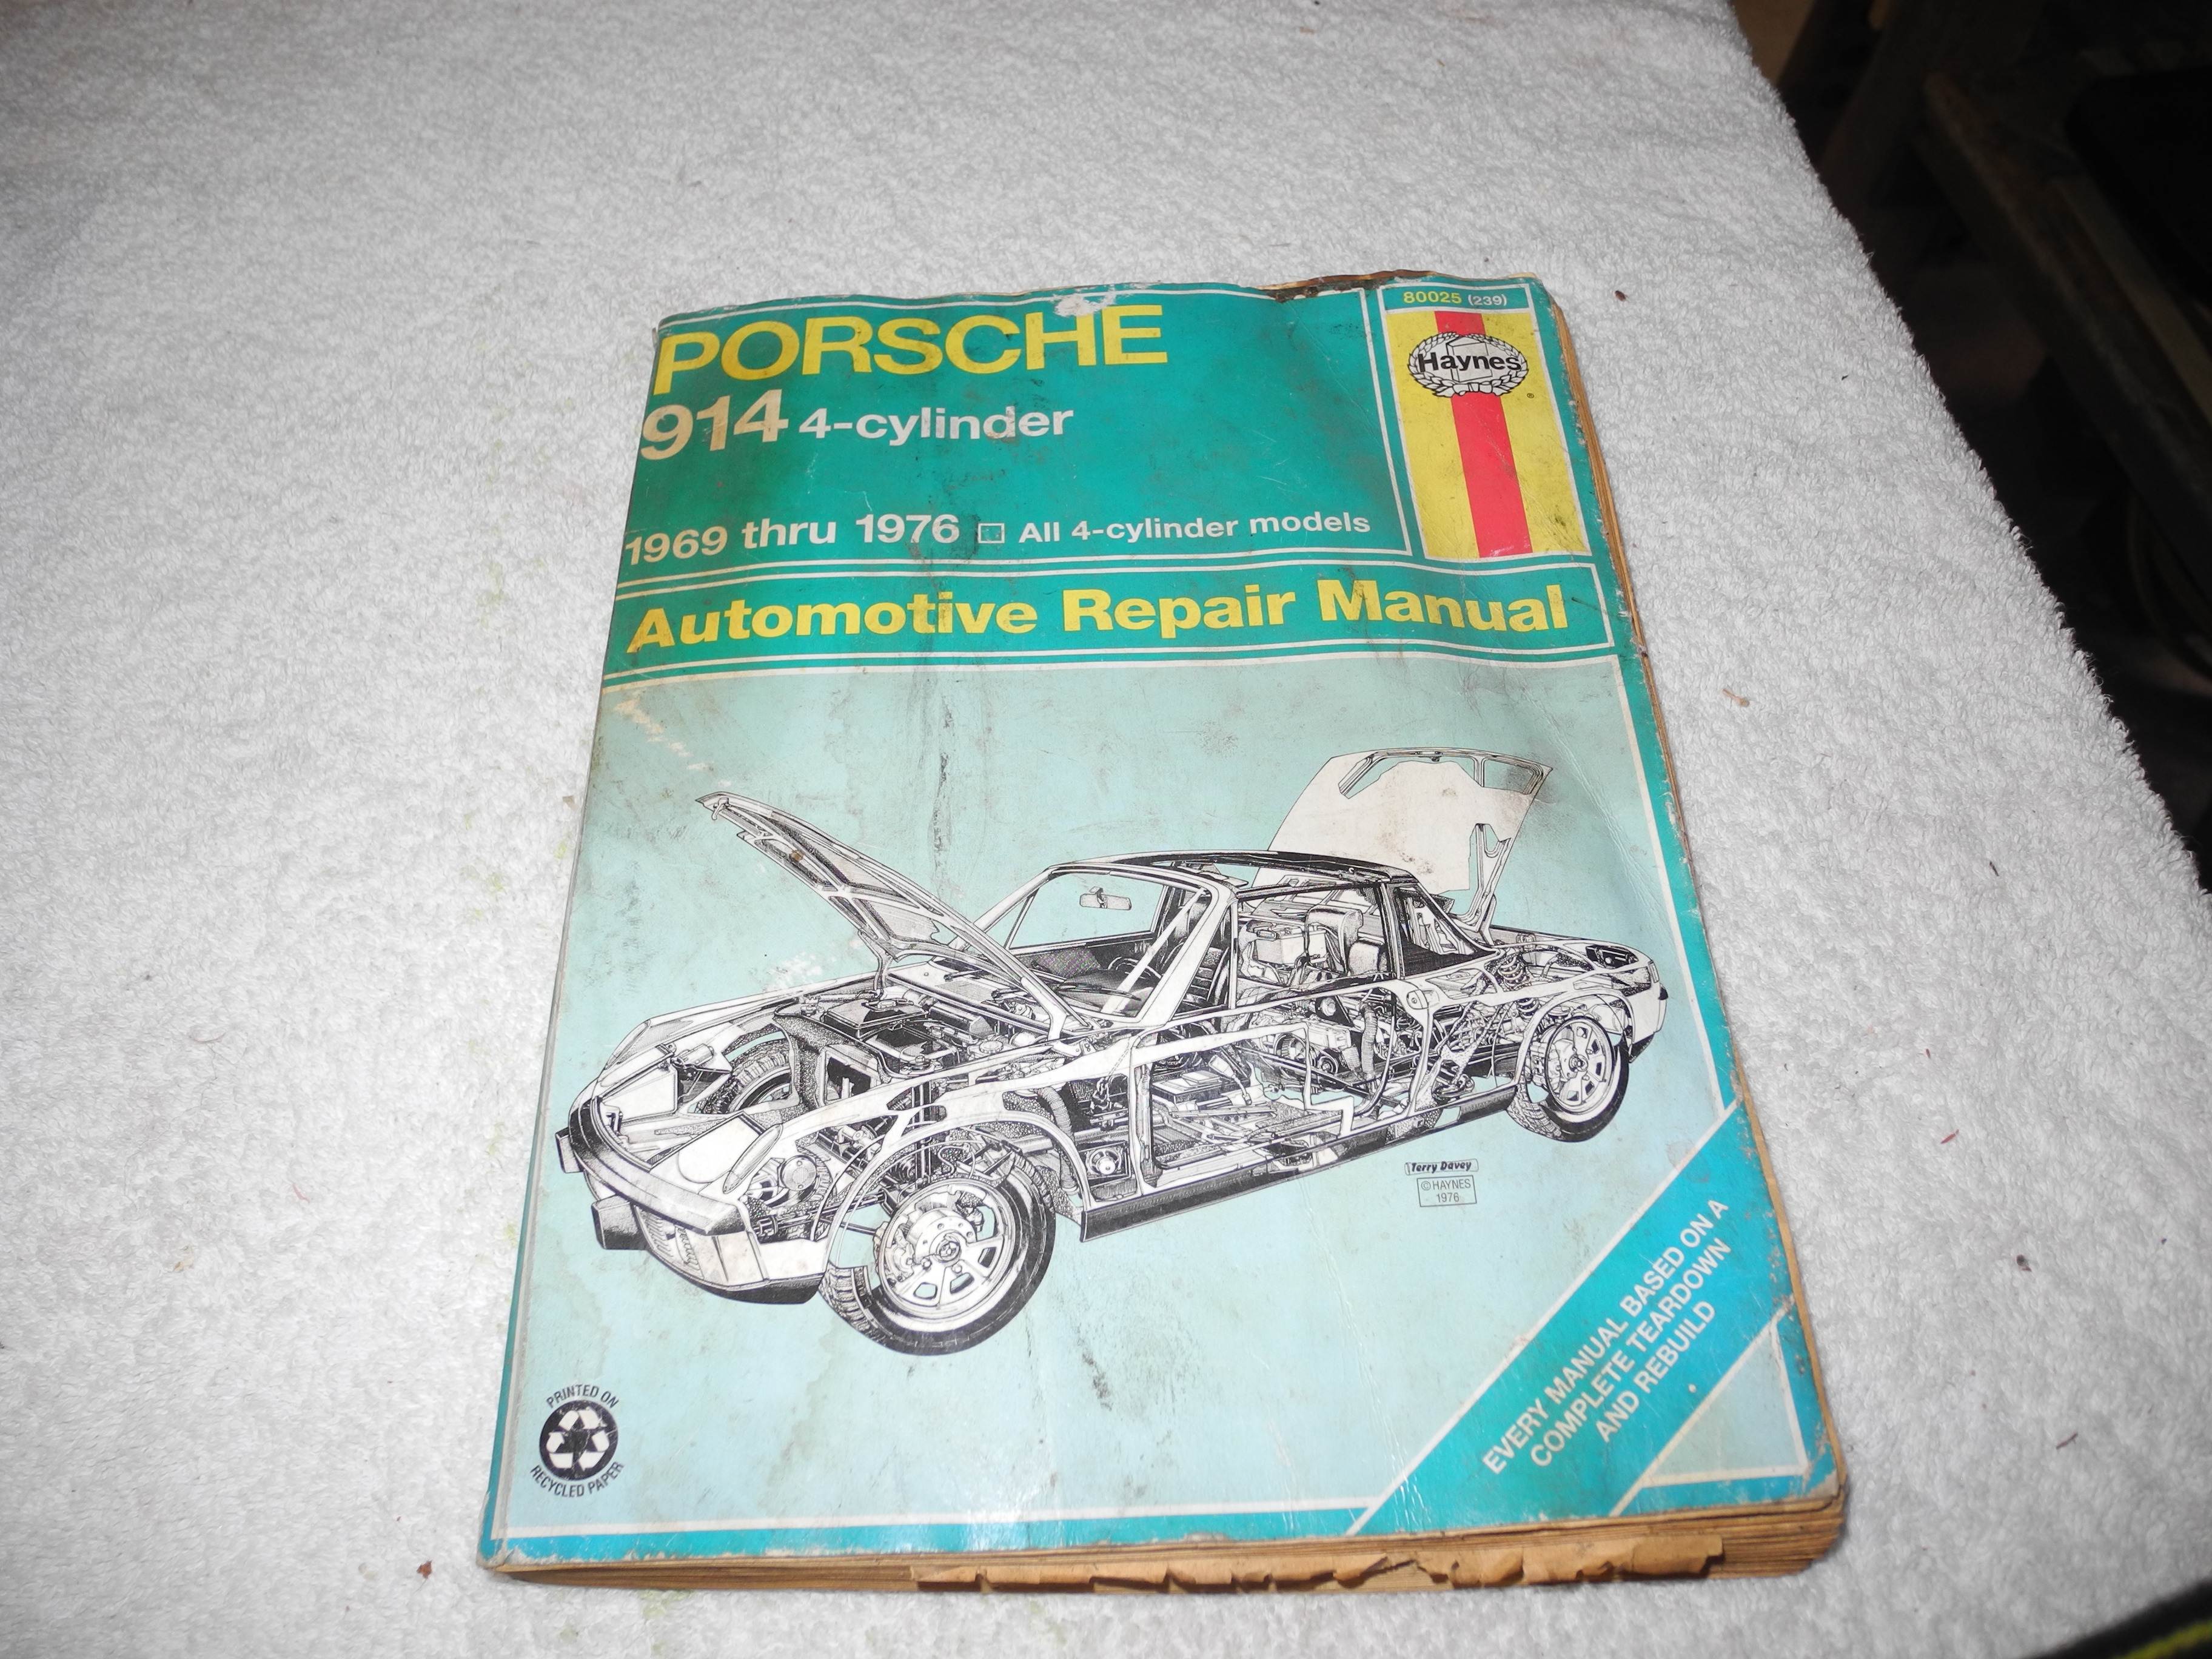 PORSCHE
914 4-cylinder
1969 thru 1976 □ All 4-cylinder models
80025 (239)
Haynes
®
Automotive Repair Manual
Terry Davey
© HAYNES
1976
EVERY MANUAL BASED ON A
COMPLETE TEARDOWN
AND REBUILD
PRINTED ON
RECYCLED PAPER